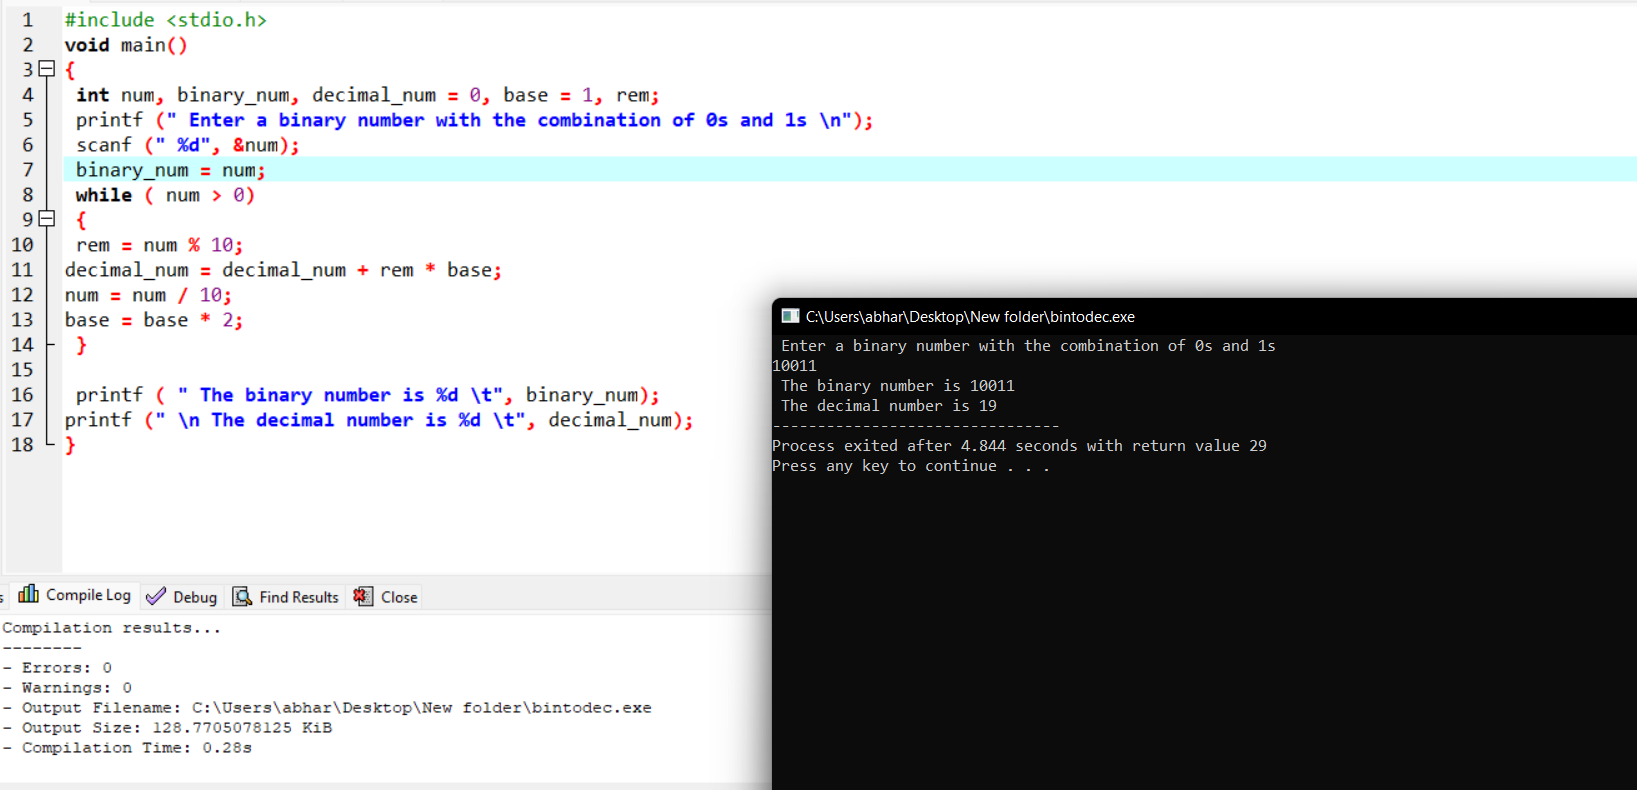 1 #include <stdio.h>
2 void main()
3 {
4 int num, binary_num, decimal_num = 0, base = 1, rem;
5 printf (" Enter a binary number with the combination of 0s and 1s \n");
6 scanf (" %d", &num);
7 binary_num = num;
8 while ( num > 0)
9 {
10 rem = num % 10;
11 decimal_num = decimal_num + rem * base;
12 num = num / 10;
13 base = base * 2;
14 }
15
16 printf ( " The binary number is %d \t", binary_num);
17 printf (" \n The decimal number is %d \t", decimal_num);
18 }
C:\Users\abhar\Desktop\New folder\bintodec.exe
Enter a binary number with the combination of 0s and 1s
10011
The binary number is 10011
The decimal number is 19
--------------------------------
Process exited after 4.844 seconds with return value 29
Press any key to continue . . .
s Compile Log Debug Find Results Close
Compilation results...
--------
- Errors: 0
- Warnings: 0
- Output Filename: C:\Users\abhar\Desktop\New folder\bintodec.exe
- Output Size: 128.7705078125 KiB
- Compilation Time: 0.28s